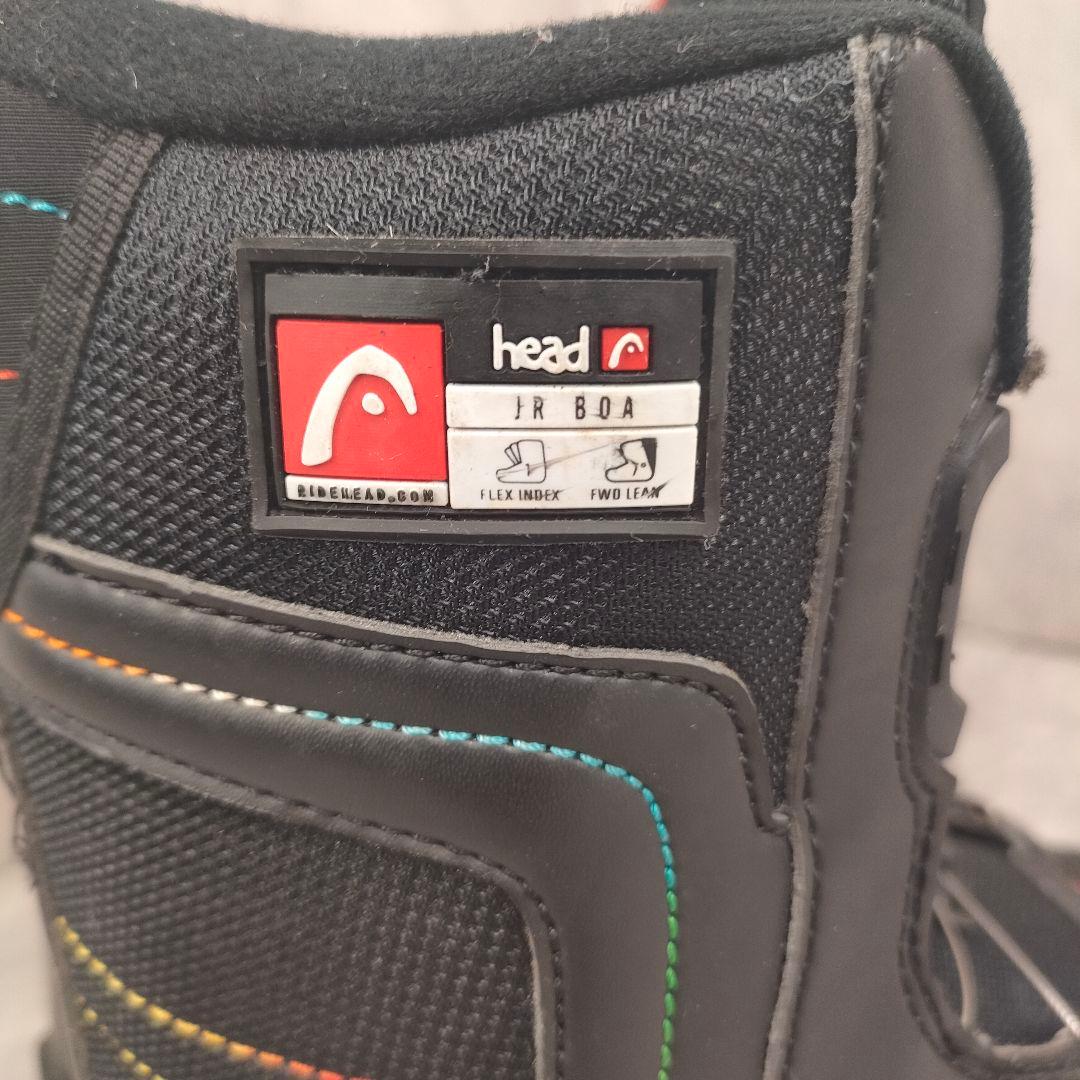 head
JR BOA
FLEX INDEX FWD LEAN
RIDEHEAD.COM